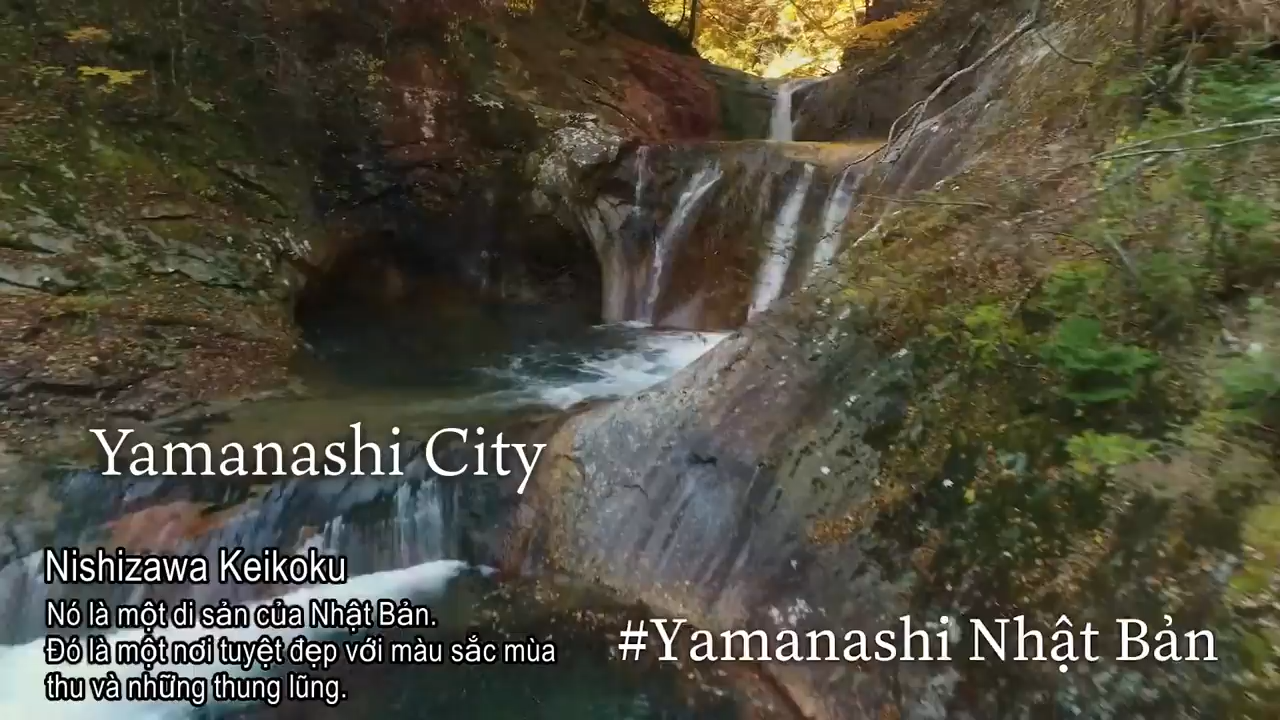 Yamanashi City
Nishizawa Keikoku
Nó là một di sản của Nhật Bản.
Đó là một nơi tuyệt đẹp với màu sắc mùa
thu và những thung lũng.
#Yamanashi Nhật Bản